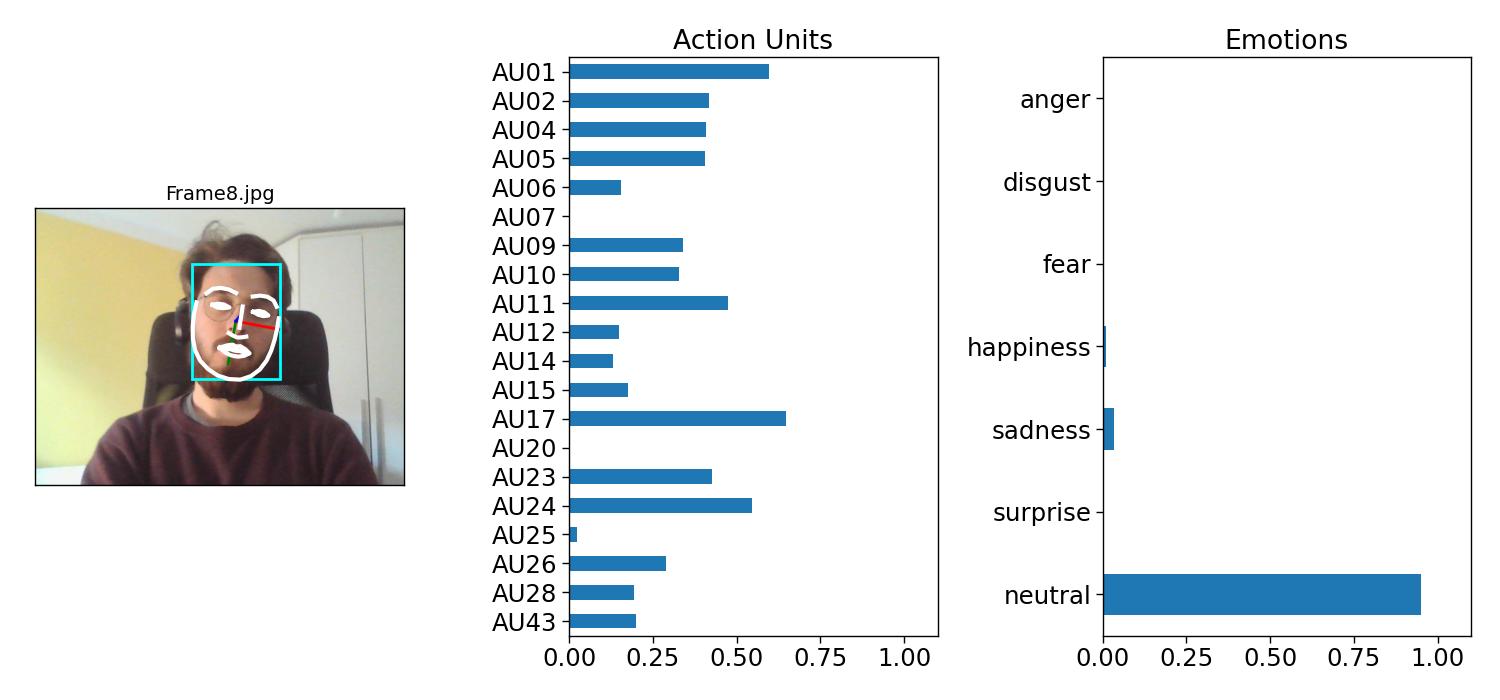 Frame8.jpg
Action Units
AU01
AU02
AU04
AU05
AU06
AU07
AU09
AU10
AU11
AU12
AU14
AU15
AU17
AU20
AU23
AU24
AU25
AU26
AU28
AU43
0.00 0.25 0.50 0.75 1.00
Emotions
anger
disgust
fear
happiness
sadness
surprise
neutral
0.00 0.25 0.50 0.75 1.00